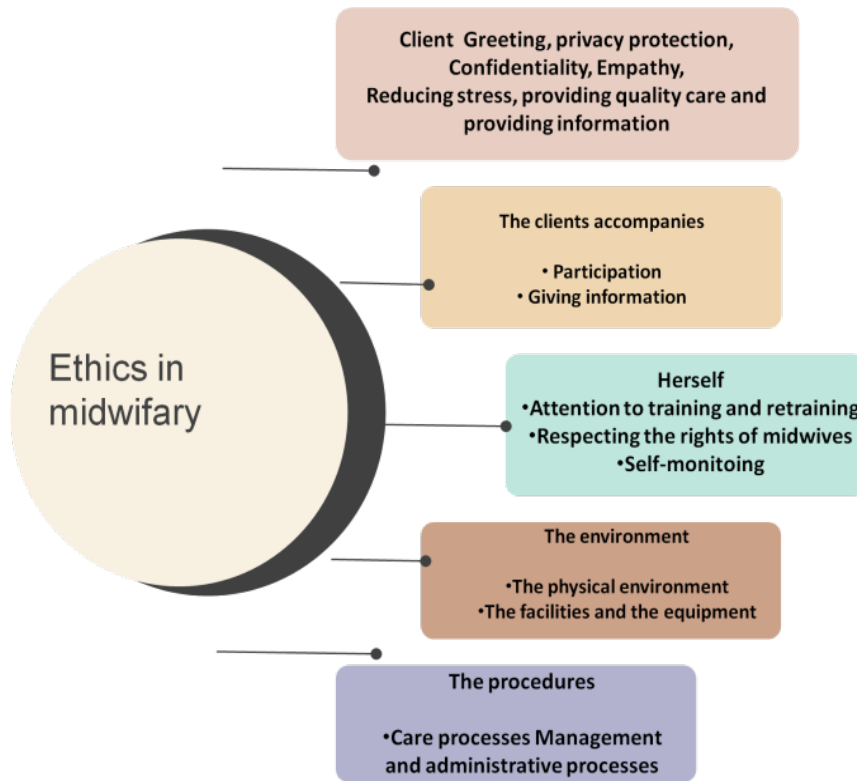 Client Greeting, privacy protection,
Confidentiality, Empathy,
Reducing stress, providing quality care and
providing information
The clients accompanies
• Participation
• Giving information
Ethics in
midwifary
Herself
•Attention to training and retraining
•Respecting the rights of midwives
•Self-monitoing
The environment
•The physical environment
•The facilities and the equipment
The procedures
•Care processes Management
and administrative processes